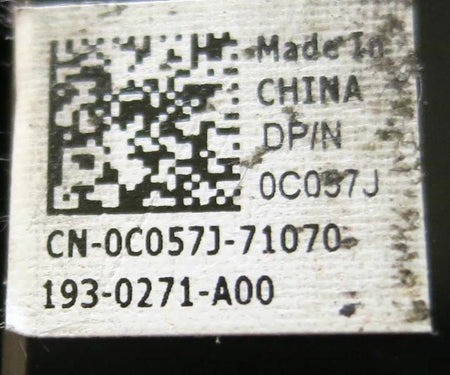 Made In
CHINA
DP/N
0C057J
CN-0C057J-71070-
193-0271-A00